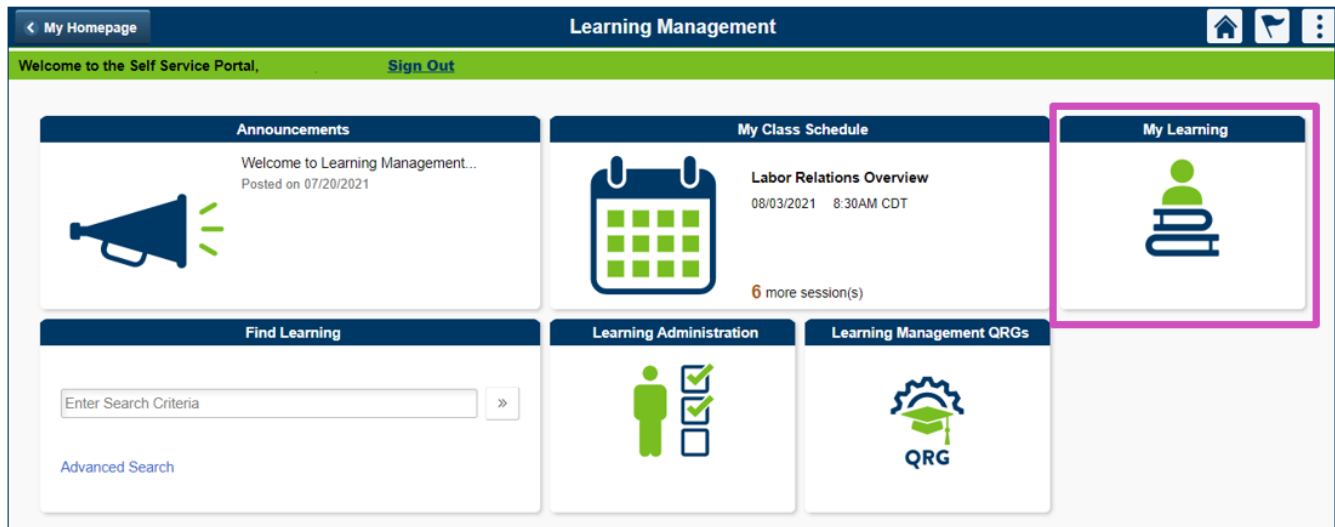 My Homepage
Learning Management
Welcome to the Self Service Portal,
Sign Out
Announcements
Welcome to Learning Management...
Posted on 07/20/2021
My Class Schedule
Labor Relations Overview
08/03/2021 8:30AM CDT
6 more session(s)
My Learning
Find Learning
Enter Search Criteria
»
Advanced Search
Learning Administration
Learning Management QRGs
QRG